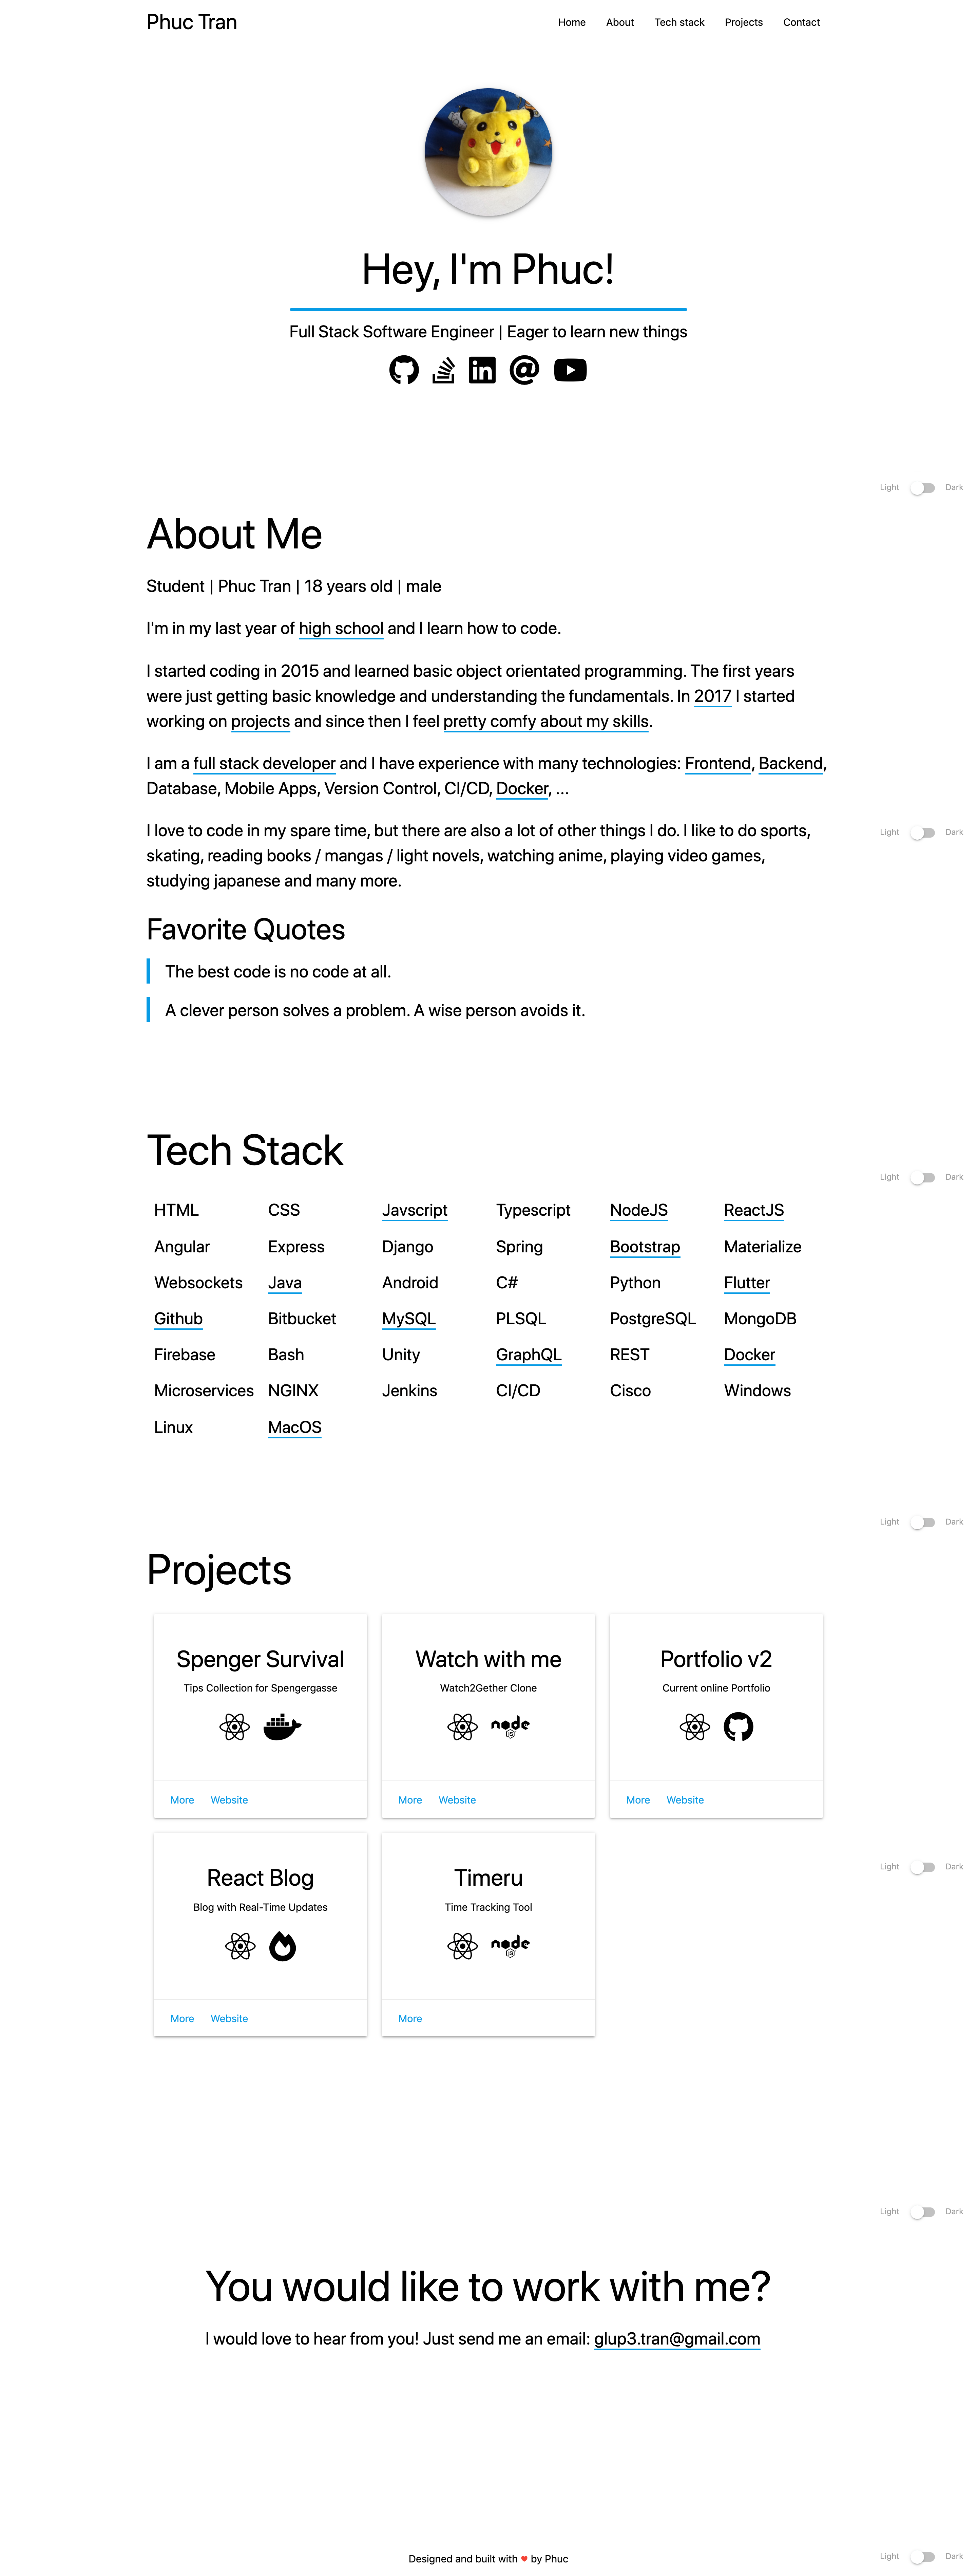 Phuc Tran
Home About Tech stack Projects Contact
Hey, I'm Phuc!
Full Stack Software Engineer | Eager to learn new things
Light Dark
About Me
Student | Phuc Tran | 18 years old | male
I'm in my last year of high school and I learn how to code.
I started coding in 2015 and learned basic object orientated programming. The first years
were just getting basic knowledge and understanding the fundamentals. In 2017 I started
working on projects and since then I feel pretty comfy about my skills.
I am a full stack developer and I have experience with many technologies: Frontend, Backend,
Database, Mobile Apps, Version Control, CI/CD, Docker, ...
I love to code in my spare time, but there are also a lot of other things I do. I like to do sports,
Light Dark
skating, reading books / mangas / light novels, watching anime, playing video games,
studying japanese and many more.
Favorite Quotes
The best code is no code at all.
A clever person solves a problem. A wise person avoids it.
Tech Stack
Light Dark
HTML CSS Javscript Typescript NodeJS ReactJS
Angular Express Django Spring Bootstrap Materialize
Websockets Java Android C# Python Flutter
Github Bitbucket MySQL PLSQL PostgreSQL MongoDB
Firebase Bash Unity GraphQL REST Docker
Microservices NGINX Jenkins CI/CD Cisco Windows
Linux MacOS
Light Dark
Projects
Spenger Survival
Tips Collection for Spengergasse
More Website
Watch with me
Watch2Gether Clone
node
JS
More Website
Portfolio v2
Current online Portfolio
More Website
Light Dark
React Blog
Blog with Real-Time Updates
More Website
Timeru
Time Tracking Tool
node
JS
More
Light Dark
You would like to work with me?
I would love to hear from you! Just send me an email: glup3.tran@gmail.com
Designed and built with ♥ by Phuc
Light Dark